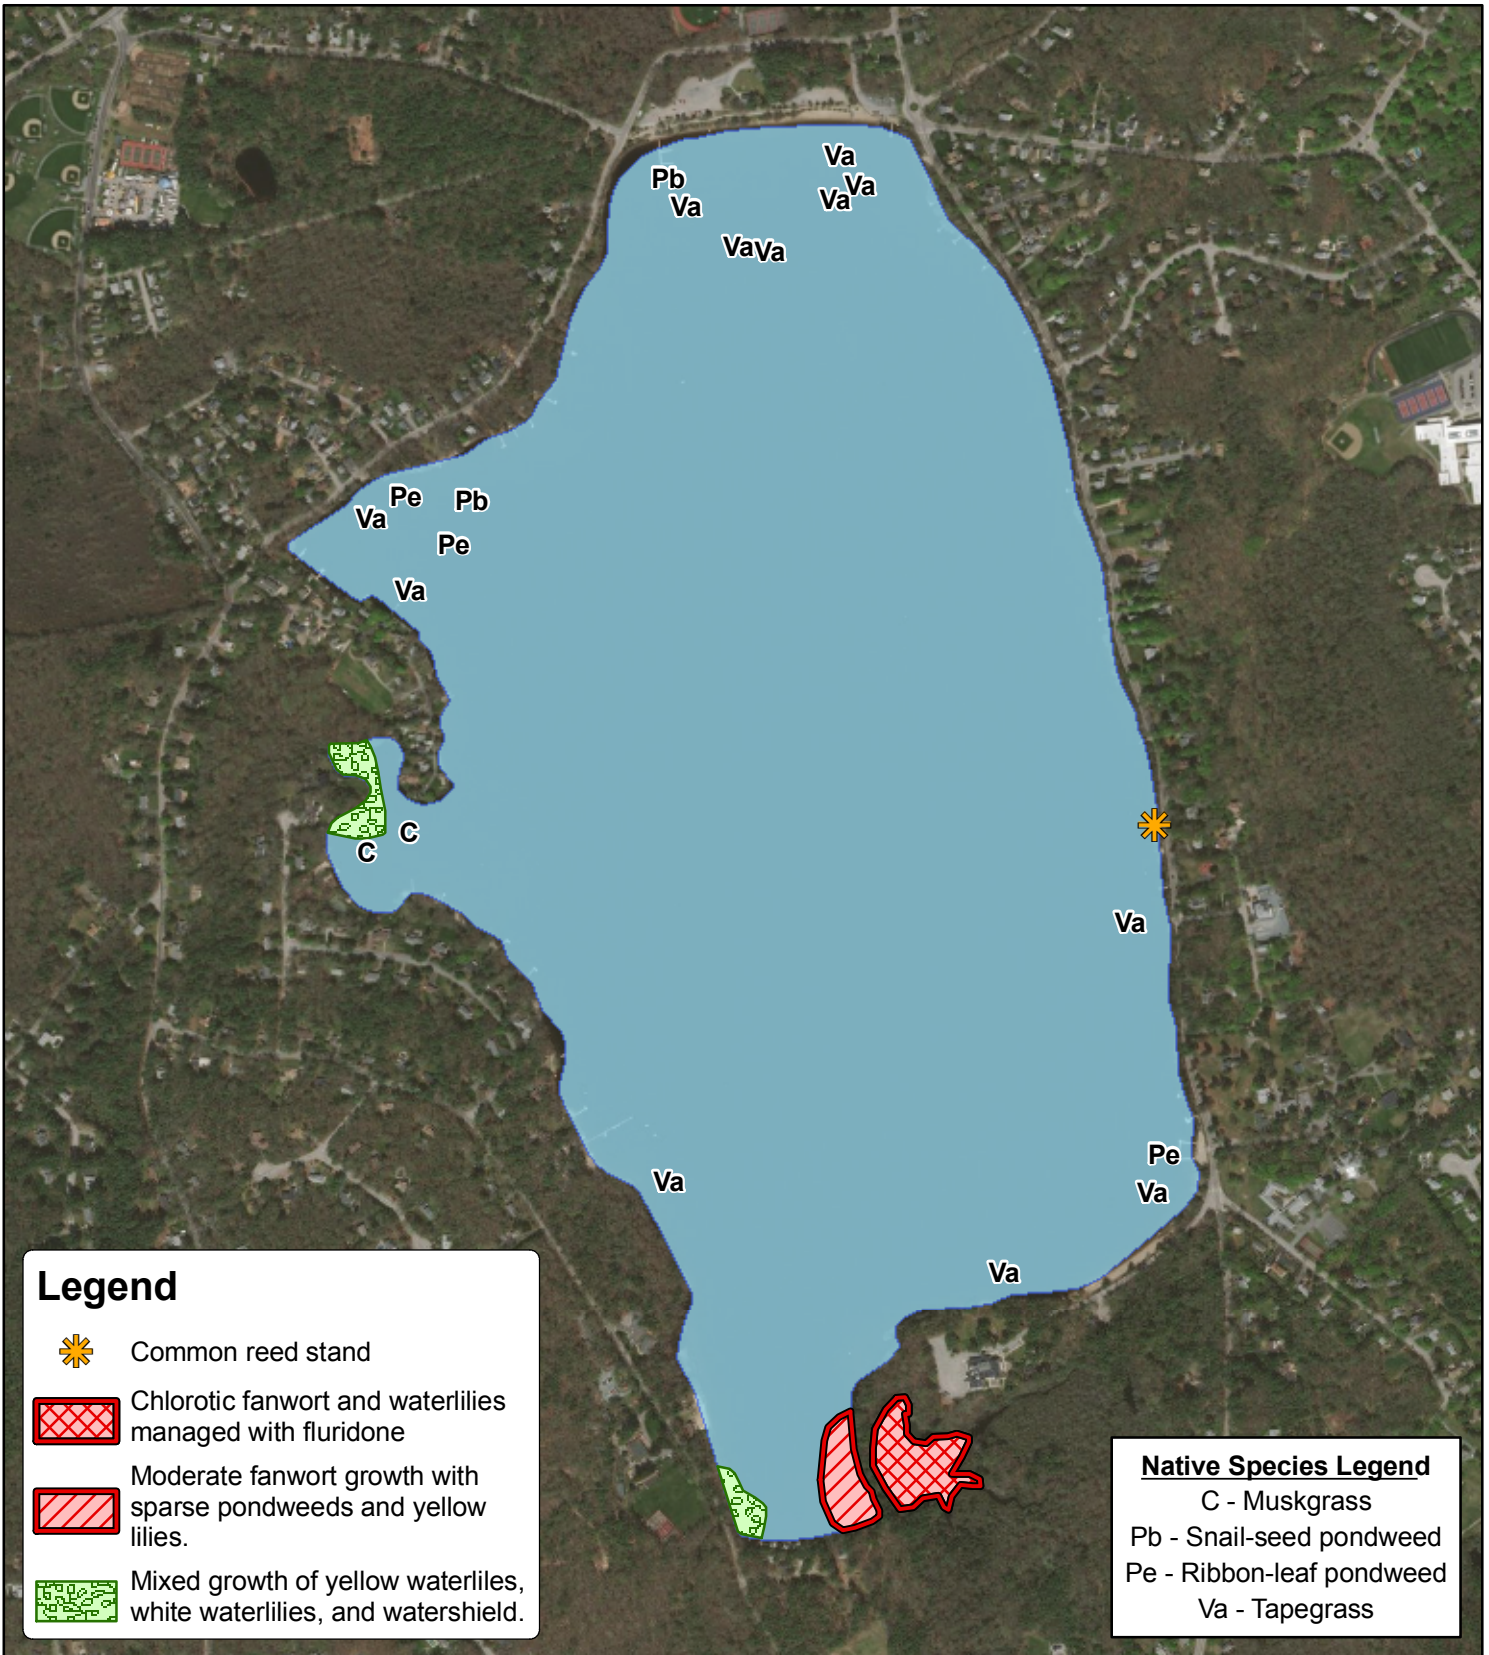 Va
Pb
Va
Va
Va
VaVa
Pe
Pb
Va
Pe
Va
C
C
Va
Pe
Va
Va
Va
Legend
Common reed stand
Chlorotic fanwort and waterlilies
managed with fluridone
Moderate fanwort growth with
sparse pondweeds and yellow
lilies.
Mixed growth of yellow waterliles,
white waterlilies, and watershield.
Native Species Legend
C - Muskgrass
Pb - Snail-seed pondweed
Pe - Ribbon-leaf pondweed
Va - Tapegrass